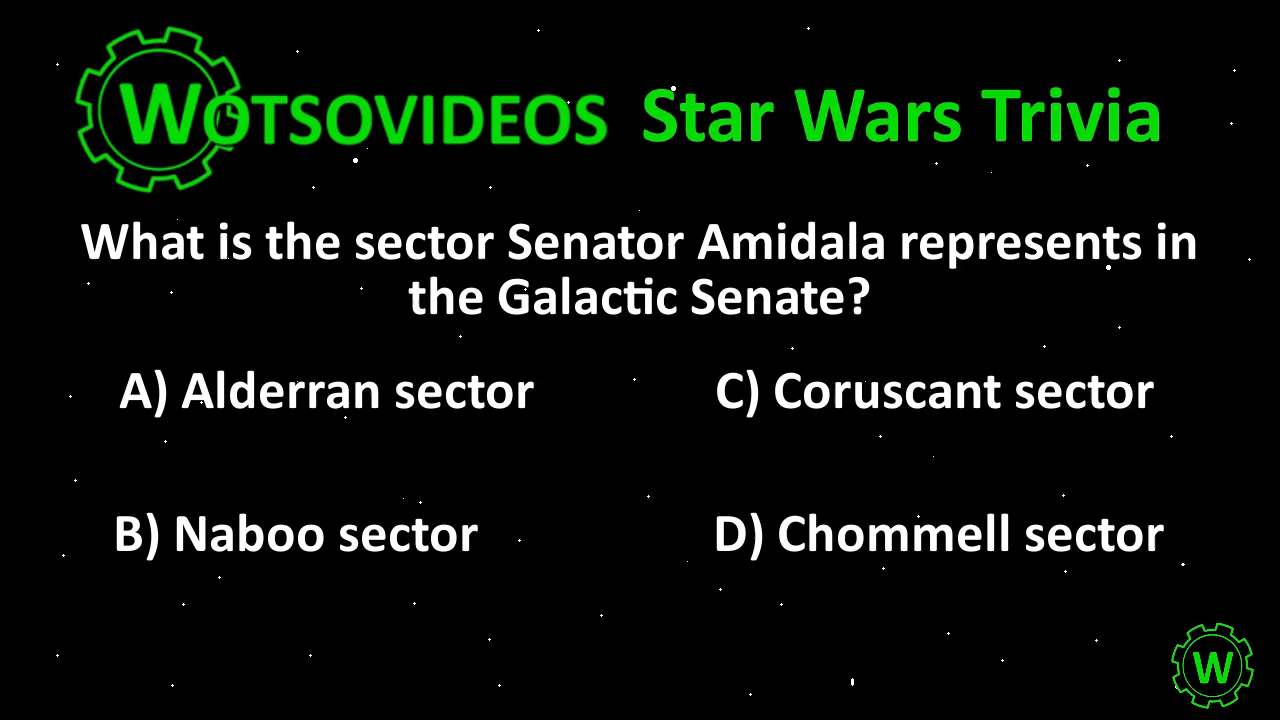 WOTSOVIDEOS Star Wars Trivia
What is the sector Senator Amidala represents in
the Galactic Senate?
A) Alderran sector
C) Coruscant sector
B) Naboo sector
D) Chommell sector
W